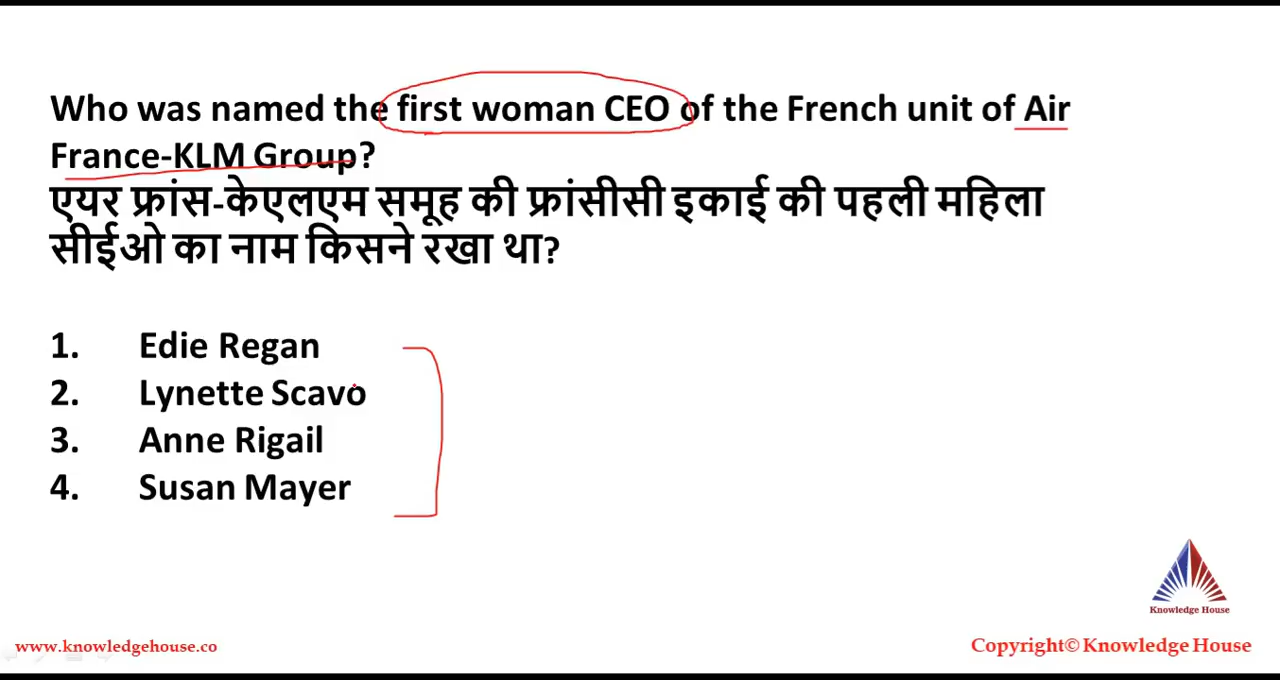 Who was named the first woman CEO of the French unit of Air
France-KLM Group?
एयर फ्रांस-केएलएम समूह की फ्रांसीसी इकाई की पहली महिला
सीईओ का नाम किसने रखा था?
1. Edie Regan
2. Lynette Scavo
3. Anne Rigail
4. Susan Mayer
Knowledge House
www.knowledgehouse.co
Copyright© Knowledge House